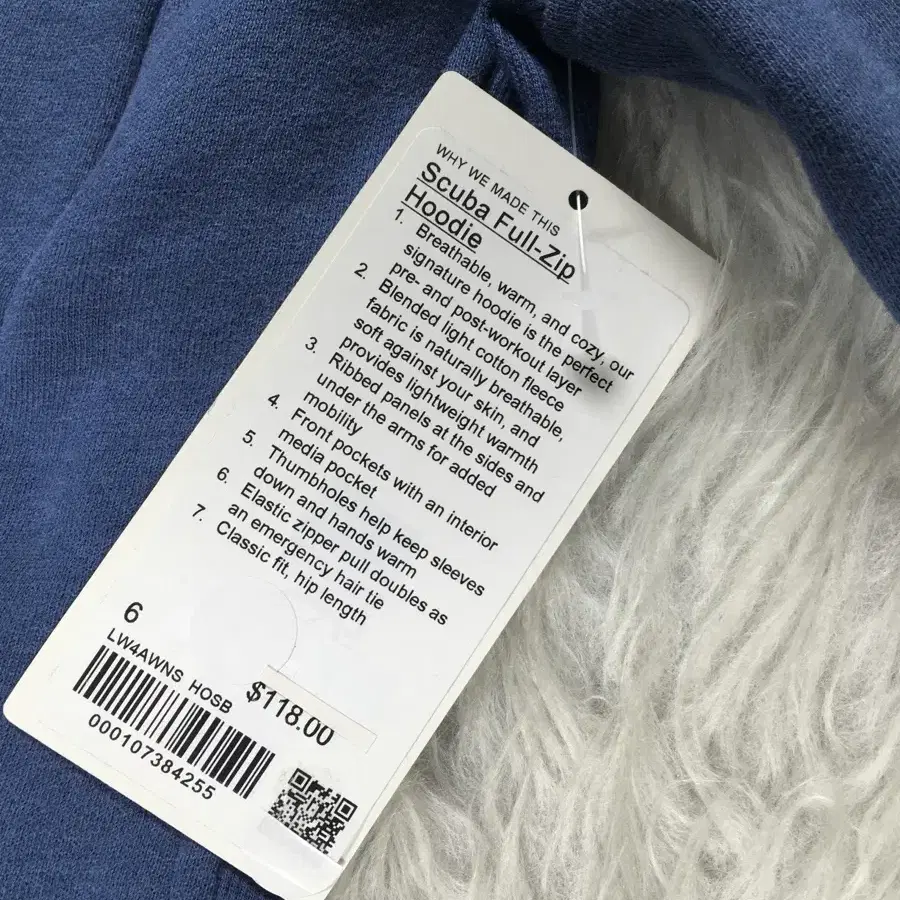 WHY WE MADE THIS
Scuba Full-Zip
Hoodie
1. Breathable, warm, and cozy, our
signature hoodie is the perfect
pre- and post-workout layer
2. Blended light cotton fleece
fabric is naturally breathable,
soft against your skin, and
provides lightweight warmth
3. Ribbed panels at the sides and
under the arms for added
mobility
4. Front pockets with an interior
media pocket
5. Thumbholes help keep sleeves
down and hands warm
6. Elastic zipper pull doubles as
an emergency hair tie
7. Classic fit, hip length
6
LW4AWNS HOSB
$118.00
000107384255